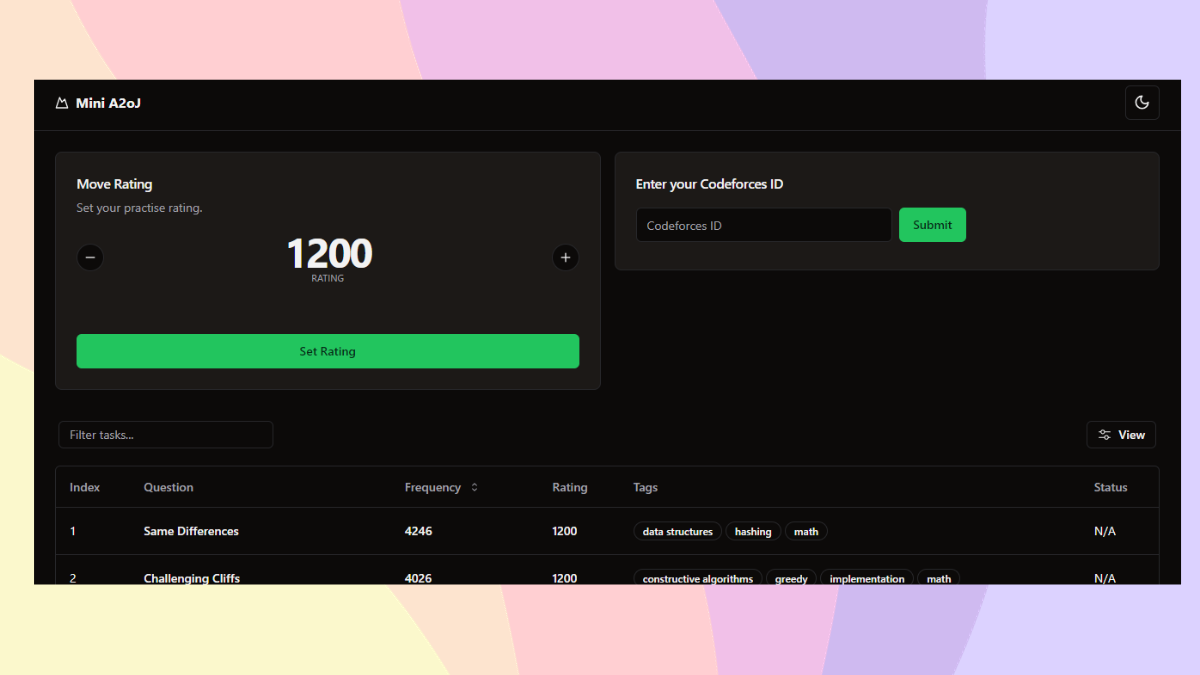 Mini A2oJ
Move Rating
Set your practise rating.
1200
RATING
Set Rating
Enter your Codeforces ID
Codeforces ID
Submit
Filter tasks...
View
Index Question Frequency Rating Tags Status
1 Same Differences 4246 1200 data structures hashing math N/A
2 Challenging Cliffs 4026 1200 constructive algorithms greedy implementation math N/A